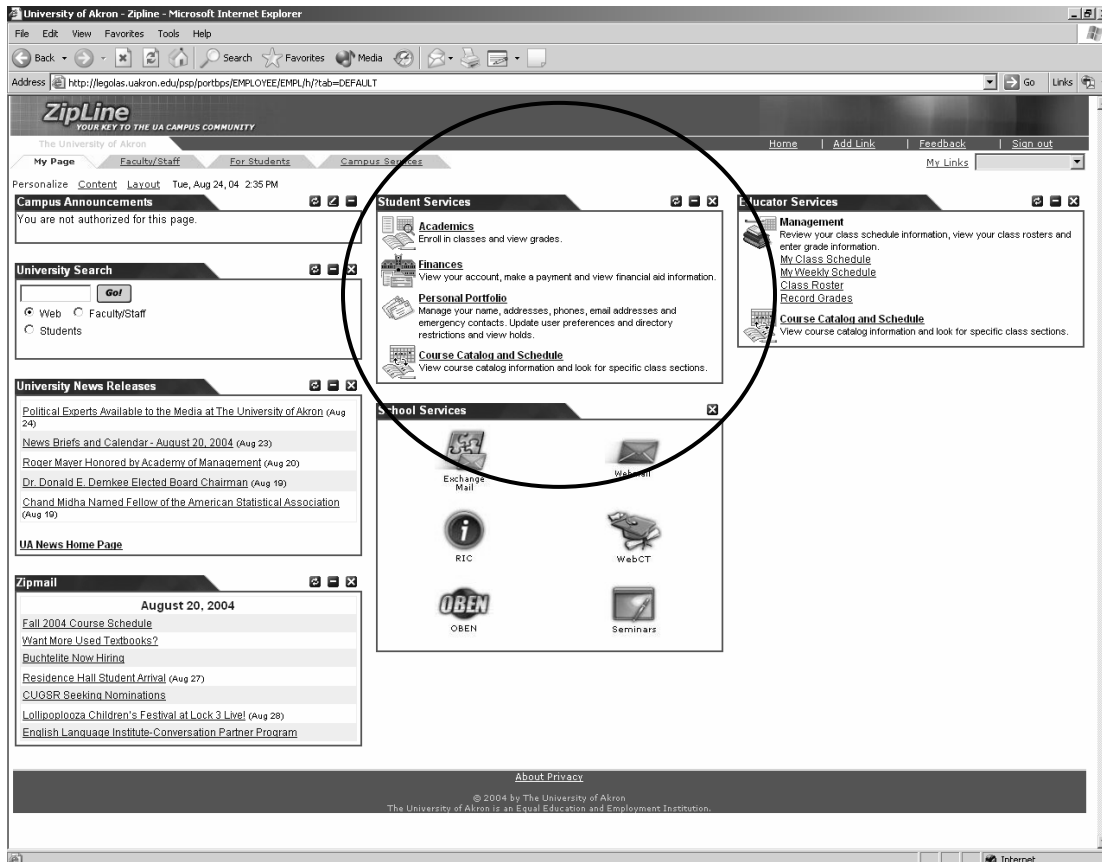 University of Akron - Zipline - Microsoft Internet Explorer
File Edit View Favorites Tools Help
Back Search Favorites Media
Address http://legolas.uakron.edu/psp/portbps/EMPLOYEE/EMPL/h/?tab=DEFAULT Go Links
ZipLine
YOUR KEY TO THE UA CAMPUS COMMUNITY
The University of Akron
Home | Add Link | Feedback | Sign out
My Page Faculty/Staff For Students Campus Services
My Links
Personalize Content Layout Tue, Aug 24, 04 2:35 PM
Campus Announcements
You are not authorized for this page.
University Search
Go!
Web Faculty/Staff
Students
University News Releases
Political Experts Available to the Media at The University of Akron (Aug
24)
News Briefs and Calendar - August 20, 2004 (Aug 23)
Roger Mayer Honored by Academy of Management (Aug 20)
Dr. Donald E. Demkee Elected Board Chairman (Aug 19)
Chand Midha Named Fellow of the American Statistical Association
(Aug 19)
UA News Home Page
Zipmail
August 20, 2004
Fall 2004 Course Schedule
Want More Used Textbooks?
Buchtelite Now Hiring
Residence Hall Student Arrival (Aug 27)
CUGSR Seeking Nominations
Lollipoplooza Children's Festival at Lock 3 Live! (Aug 28)
English Language Institute-Conversation Partner Program
Student Services
Academics
Enroll in classes and view grades.
Finances
View your account, make a payment and view financial aid information.
Personal Portfolio
Manage your name, addresses, phones, email addresses and
emergency contacts. Update user preferences and directory
restrictions and view holds.
Course Catalog and Schedule
View course catalog information and look for specific class sections.
School Services
Exchange
Mail
Webmail
RIC
WebCT
OBEN
OBEN
Seminars
Educator Services
Management
Review your class schedule information, view your class rosters and
enter grade information.
My Class Schedule
My Weekly Schedule
Class Roster
Record Grades
Course Catalog and Schedule
View course catalog information and look for specific class sections.
About Privacy
© 2004 by The University of Akron
The University of Akron is an Equal Education and Employment Institution.
Internet